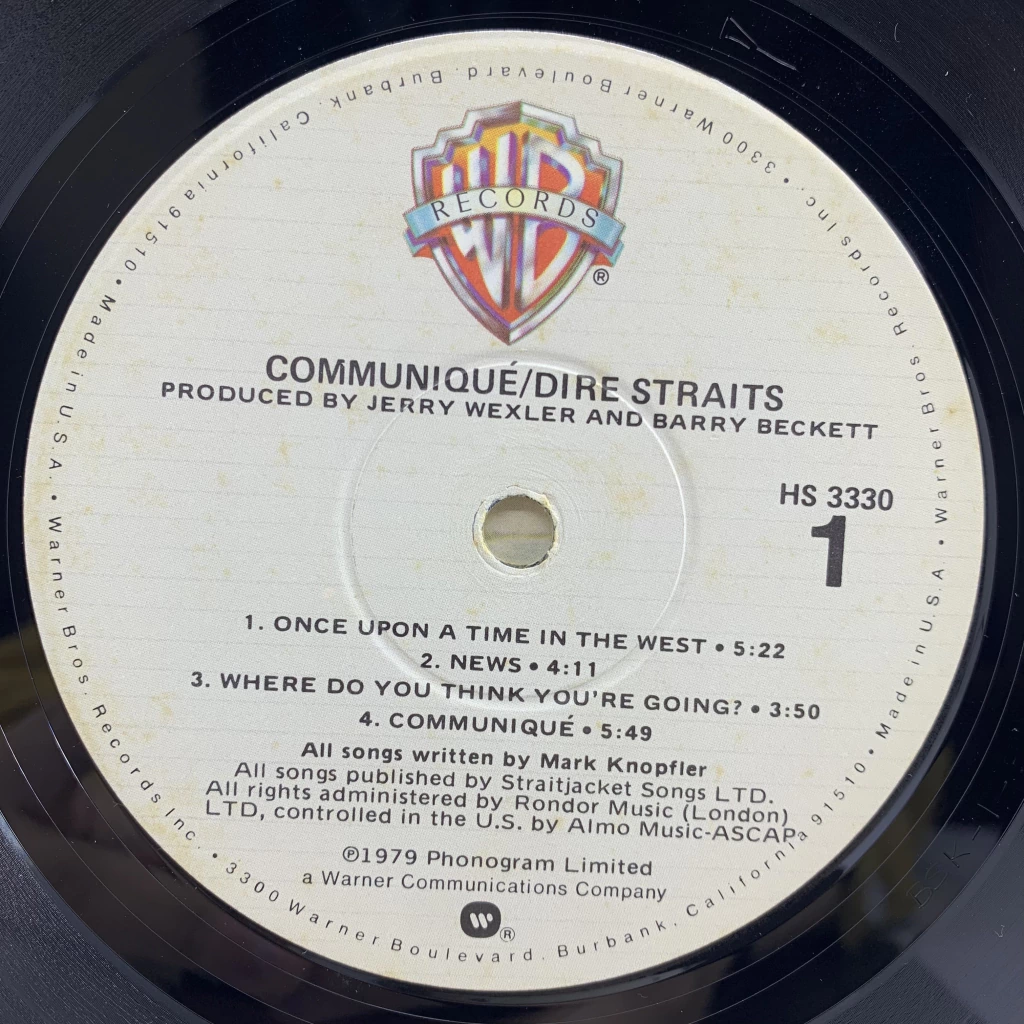 WB
RECORDS
®
COMMUNIQUÉ/DIRE STRAITS
PRODUCED BY JERRY WEXLER AND BARRY BECKETT
HS 3330
1
1. ONCE UPON A TIME IN THE WEST • 5:22
2. NEWS • 4:11
3. WHERE DO YOU THINK YOU'RE GOING? • 3:50
4. COMMUNIQUÉ • 5:49
All songs written by Mark Knopfler
All songs published by Straitjacket Songs LTD.
All rights administered by Rondor Music (London)
LTD, controlled in the U.S. by Almo Music-ASCAP
℗1979 Phonogram Limited
a Warner Communications Company
W®
Made in U.S.A. • Warner Bros. Records Inc. • 3300 Warner Boulevard. Burbank. California 91510 • Made in U.S.A. • Warner Bros. Records Inc. • 3300 Warner Boulevard. Burbank. California 91510 •